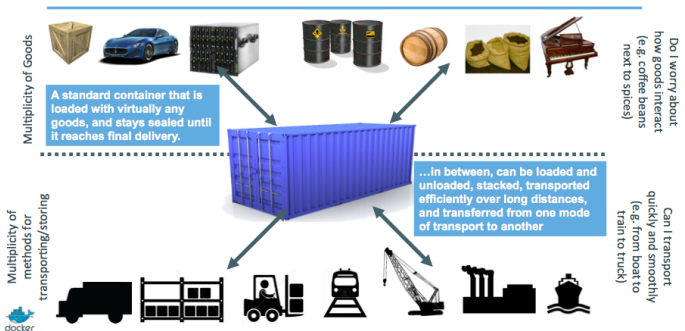 Multiplicity of Goods
Do I worry about
how goods interact
(e.g. coffee beans
next to spices)
A standard container that is
loaded with virtually any
goods, and stays sealed until
it reaches final delivery.
…in between, can be loaded and
unloaded, stacked, transported
efficiently over long distances,
and transferred from one mode
of transport to another
Multiplicity of
methods for
transporting/storing
Can I transport
quickly and smoothly
(e.g. from boat to
train to truck)
docker